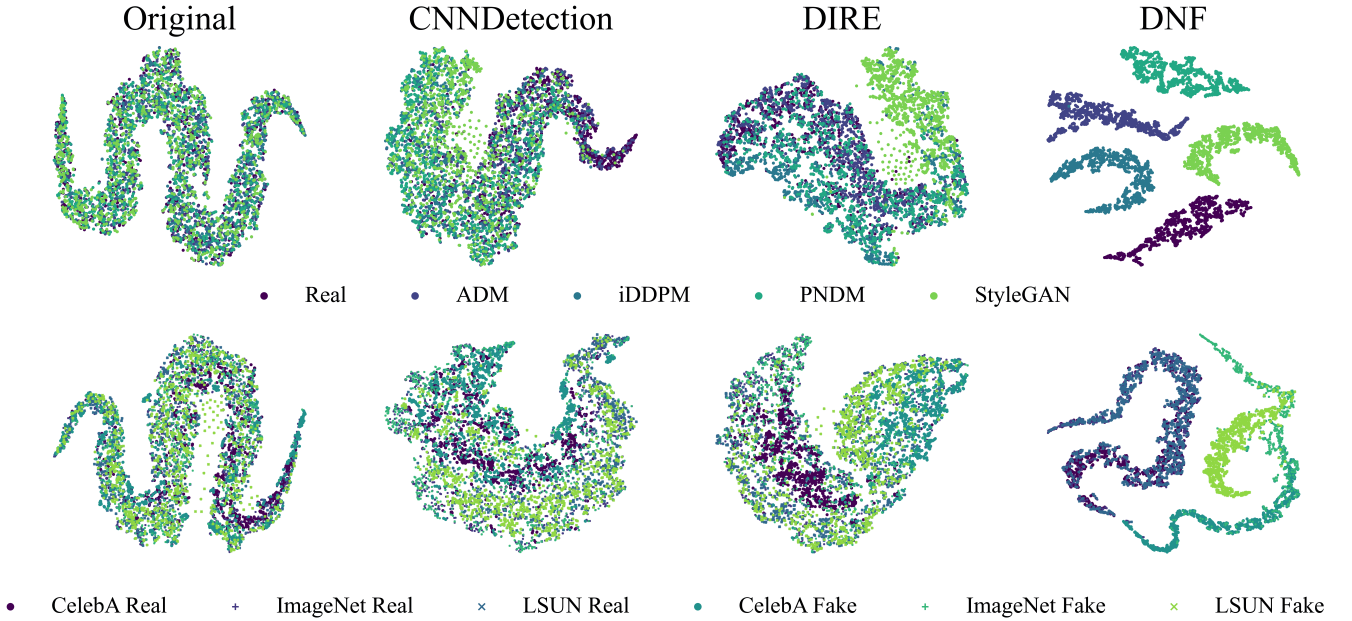 Original CNNDetection DIRE DNF
Real ADM iDDPM PNDM StyleGAN
CelebA Real ImageNet Real LSUN Real CelebA Fake ImageNet Fake LSUN Fake